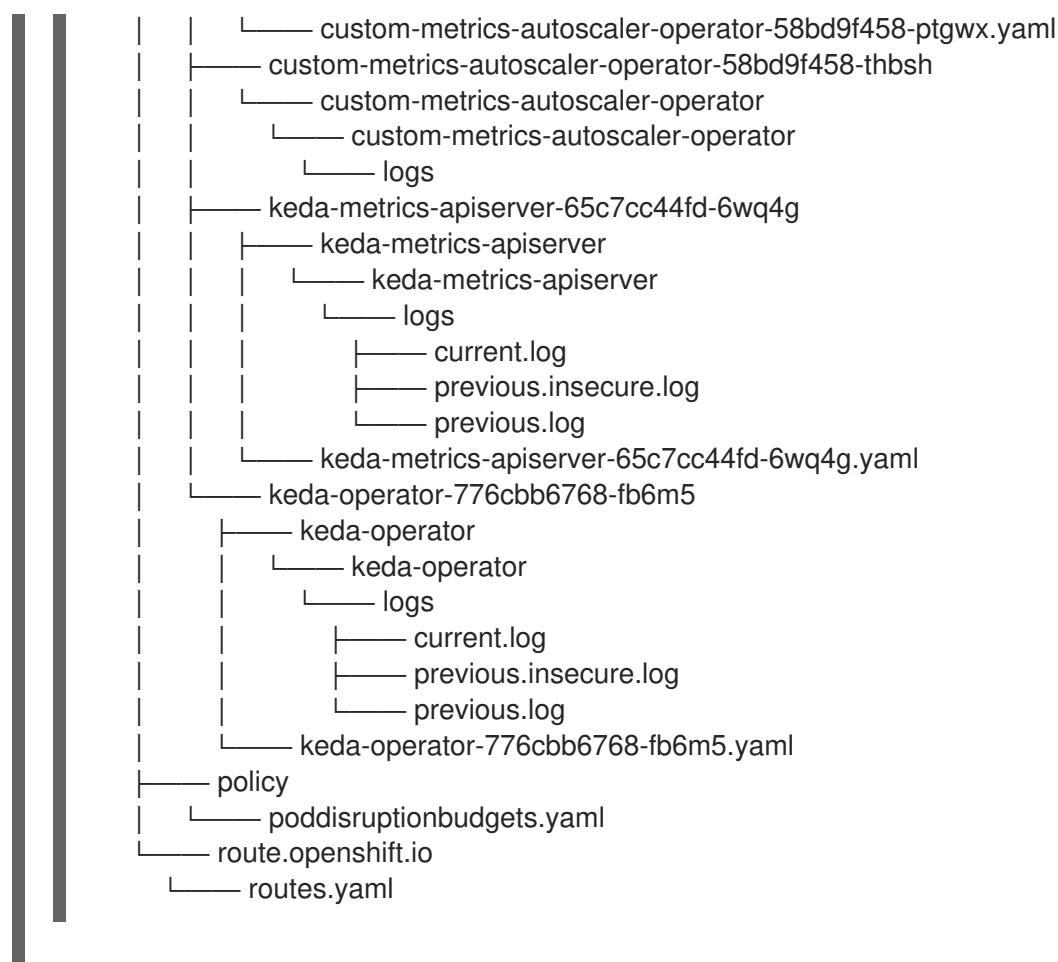 │ │ └── custom-metrics-autoscaler-operator-58bd9f458-ptgwx.yaml
│ ├── custom-metrics-autoscaler-operator-58bd9f458-thbsh
│ │ └── custom-metrics-autoscaler-operator
│ │ └── custom-metrics-autoscaler-operator
│ │ └── logs
│ ├── keda-metrics-apiserver-65c7cc44fd-6wq4g
│ │ ├── keda-metrics-apiserver
│ │ │ └── keda-metrics-apiserver
│ │ │ └── logs
│ │ │ ├── current.log
│ │ │ ├── previous.insecure.log
│ │ │ └── previous.log
│ │ └── keda-metrics-apiserver-65c7cc44fd-6wq4g.yaml
│ └── keda-operator-776cbb6768-fb6m5
│ ├── keda-operator
│ │ └── keda-operator
│ │ └── logs
│ │ ├── current.log
│ │ ├── previous.insecure.log
│ │ └── previous.log
│ └── keda-operator-776cbb6768-fb6m5.yaml
├── policy
│ └── poddisruptionbudgets.yaml
└── route.openshift.io
└── routes.yaml